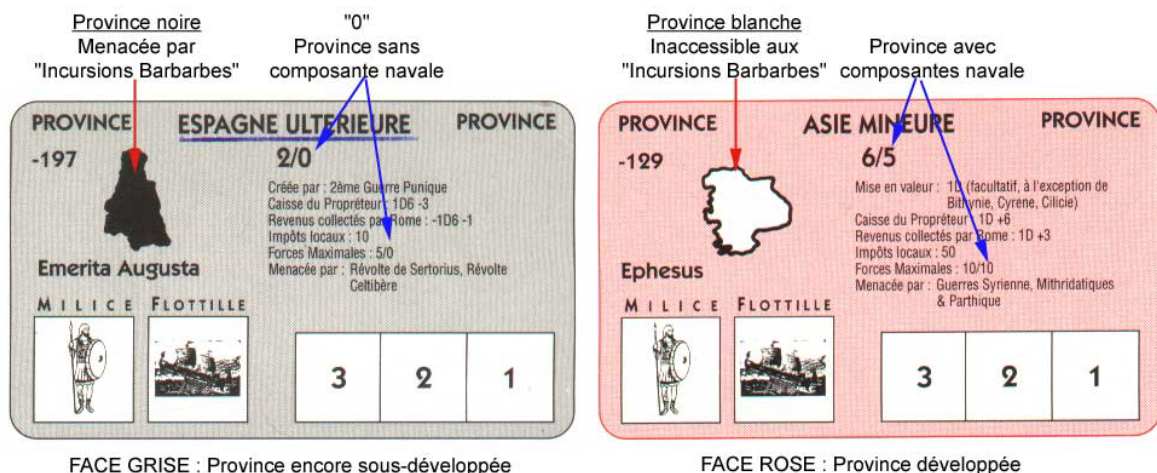 Province noire
Menacée par
"Incursions Barbarbes"
"0"
Province sans
composante navale
Province blanche
Inaccessible aux
"Incursions Barbarbes"
Province avec
composantes navale
PROVINCE
ESPAGNE ULTERIEURE
PROVINCE
-197
2/0
Créée par : 2ème Guerre Punique
Caisse du Propréteur : 1D6 -3
Revenus collectés par Rome : -1D6 -1
Impôts locaux : 10
Forces Maximales : 5/0
Menacée par : Révolte de Sertorius, Révolte
Celtibère
Emerita Augusta
MILICE
FLOTTILLE
3
2
1
FACE GRISE : Province encore sous-développée
PROVINCE
ASIE MINEURE
PROVINCE
-129
6/5
Mise en valeur : 1D (facultatif, à l'exception de
Bithynie, Cyrene, Cilicie)
Caisse du Propréteur : 1D +6
Revenus collectés par Rome : 1D +3
Impôts locaux : 50
Forces Maximales : 10/10
Menacée par : Guerres Syrienne, Mithridatiques
& Parthique
Ephesus
MILICE
FLOTTILLE
3
2
1
FACE ROSE : Province développée